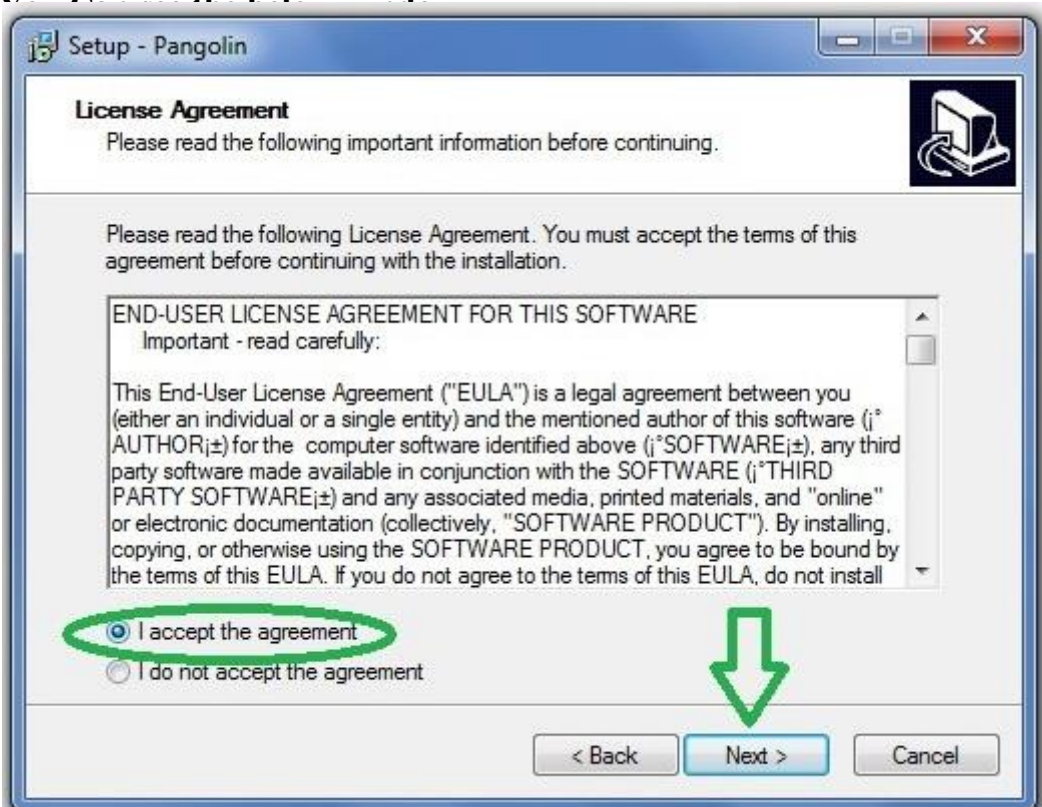 Setup - Pangolin
License Agreement
Please read the following important information before continuing.
Please read the following License Agreement. You must accept the terms of this
agreement before continuing with the installation.
END-USER LICENSE AGREEMENT FOR THIS SOFTWARE
Important - read carefully:
This End-User License Agreement ("EULA") is a legal agreement between you
(either an individual or a single entity) and the mentioned author of this software (¡°
AUTHOR¡±) for the  computer software identified above (¡°SOFTWARE¡±), any third
party software made available in conjunction with the SOFTWARE (¡°THIRD
PARTY SOFTWARE¡±) and any associated media, printed materials, and "online"
or electronic documentation (collectively, "SOFTWARE PRODUCT"). By installing,
copying, or otherwise using the SOFTWARE PRODUCT, you agree to be bound by
the terms of this EULA. If you do not agree to the terms of this EULA, do not install
I accept the agreement
I do not accept the agreement
< Back
Next >
Cancel